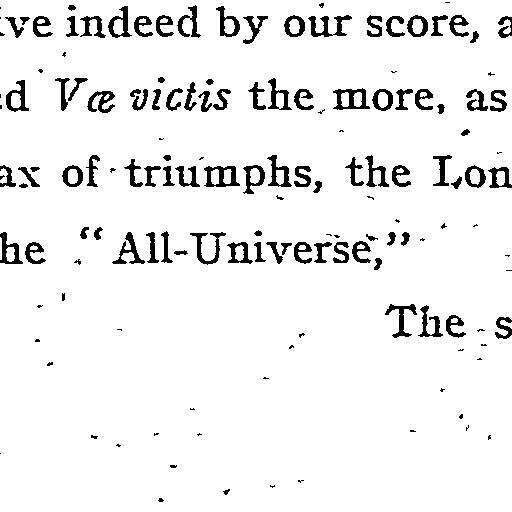 ive indeed by our score, a
ed Væ victis the more, as
ax of triumphs, the Lon
he "All-Universe,"
The s